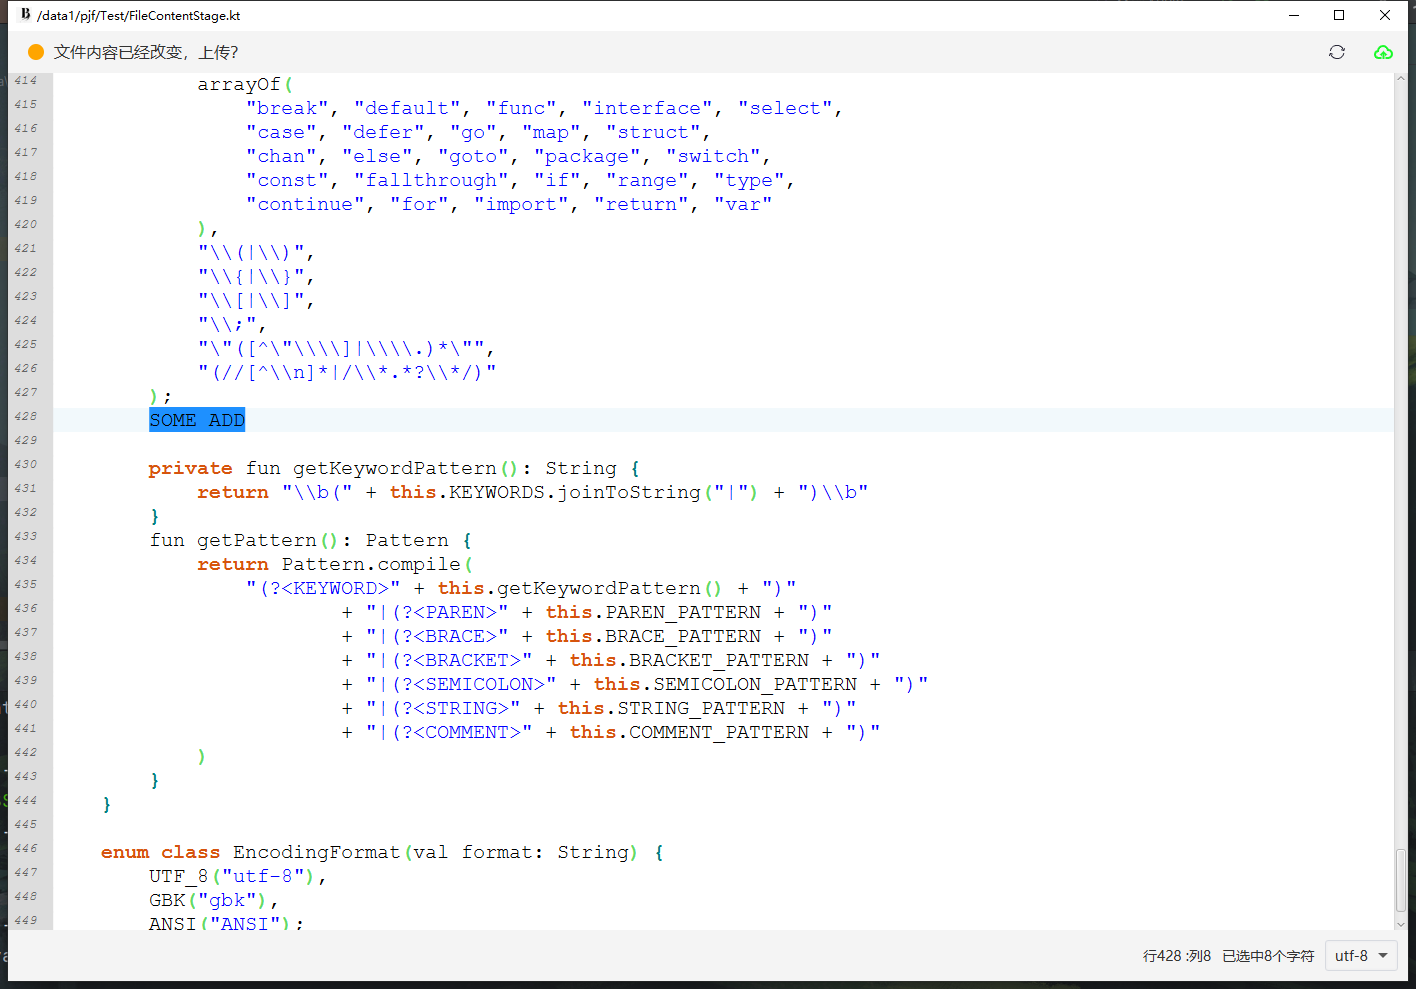 B /data1/pjf/Test/FileContentStage.kt
文件内容已经改变，上传?
414 arrayOf(
415 "break", "default", "func", "interface", "select",
416 "case", "defer", "go", "map", "struct",
417 "chan", "else", "goto", "package", "switch",
418 "const", "fallthrough", "if", "range", "type",
419 "continue", "for", "import", "return", "var"
420 ),
421 "\\(|\\)",
422 "\\{|\\}",
423 "\\[|\\]",
424 "\\;",
425 "\"([^\"\\\\]|\\\\.)*\"",
426 "(//[^\\n]*|/\\*.*?\\*/)"
427 );
428 SOME ADD
429
430 private fun getKeywordPattern(): String {
431 return "\\b(" + this.KEYWORDS.joinToString("|") + ")\\b"
432 }
433 fun getPattern(): Pattern {
434 return Pattern.compile(
435 "(?<KEYWORD>" + this.getKeywordPattern() + ")"
436 + "|(?<PAREN>" + this.PAREN_PATTERN + ")"
437 + "|(?<BRACE>" + this.BRACE_PATTERN + ")"
438 + "|(?<BRACKET>" + this.BRACKET_PATTERN + ")"
439 + "|(?<SEMICOLON>" + this.SEMICOLON_PATTERN + ")"
440 + "|(?<STRING>" + this.STRING_PATTERN + ")"
441 + "|(?<COMMENT>" + this.COMMENT_PATTERN + ")"
442 )
443 }
444 }
445
446 enum class EncodingFormat(val format: String) {
447 UTF_8("utf-8"),
448 GBK("gbk"),
449 ANSI("ANSI");
行428 :列8 已选中8个字符 utf-8